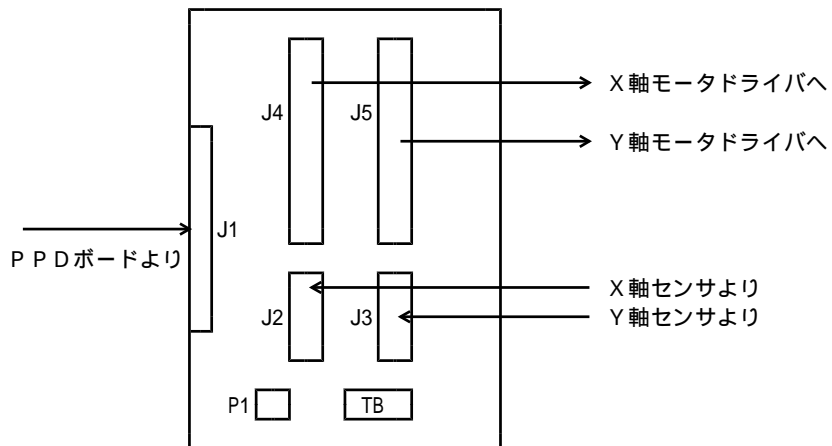 X軸モータドライバへ
J4
J5
Y軸モータドライバへ
J1
PPDボードより
X軸センサより
J2
J3
Y軸センサより
P1
TB